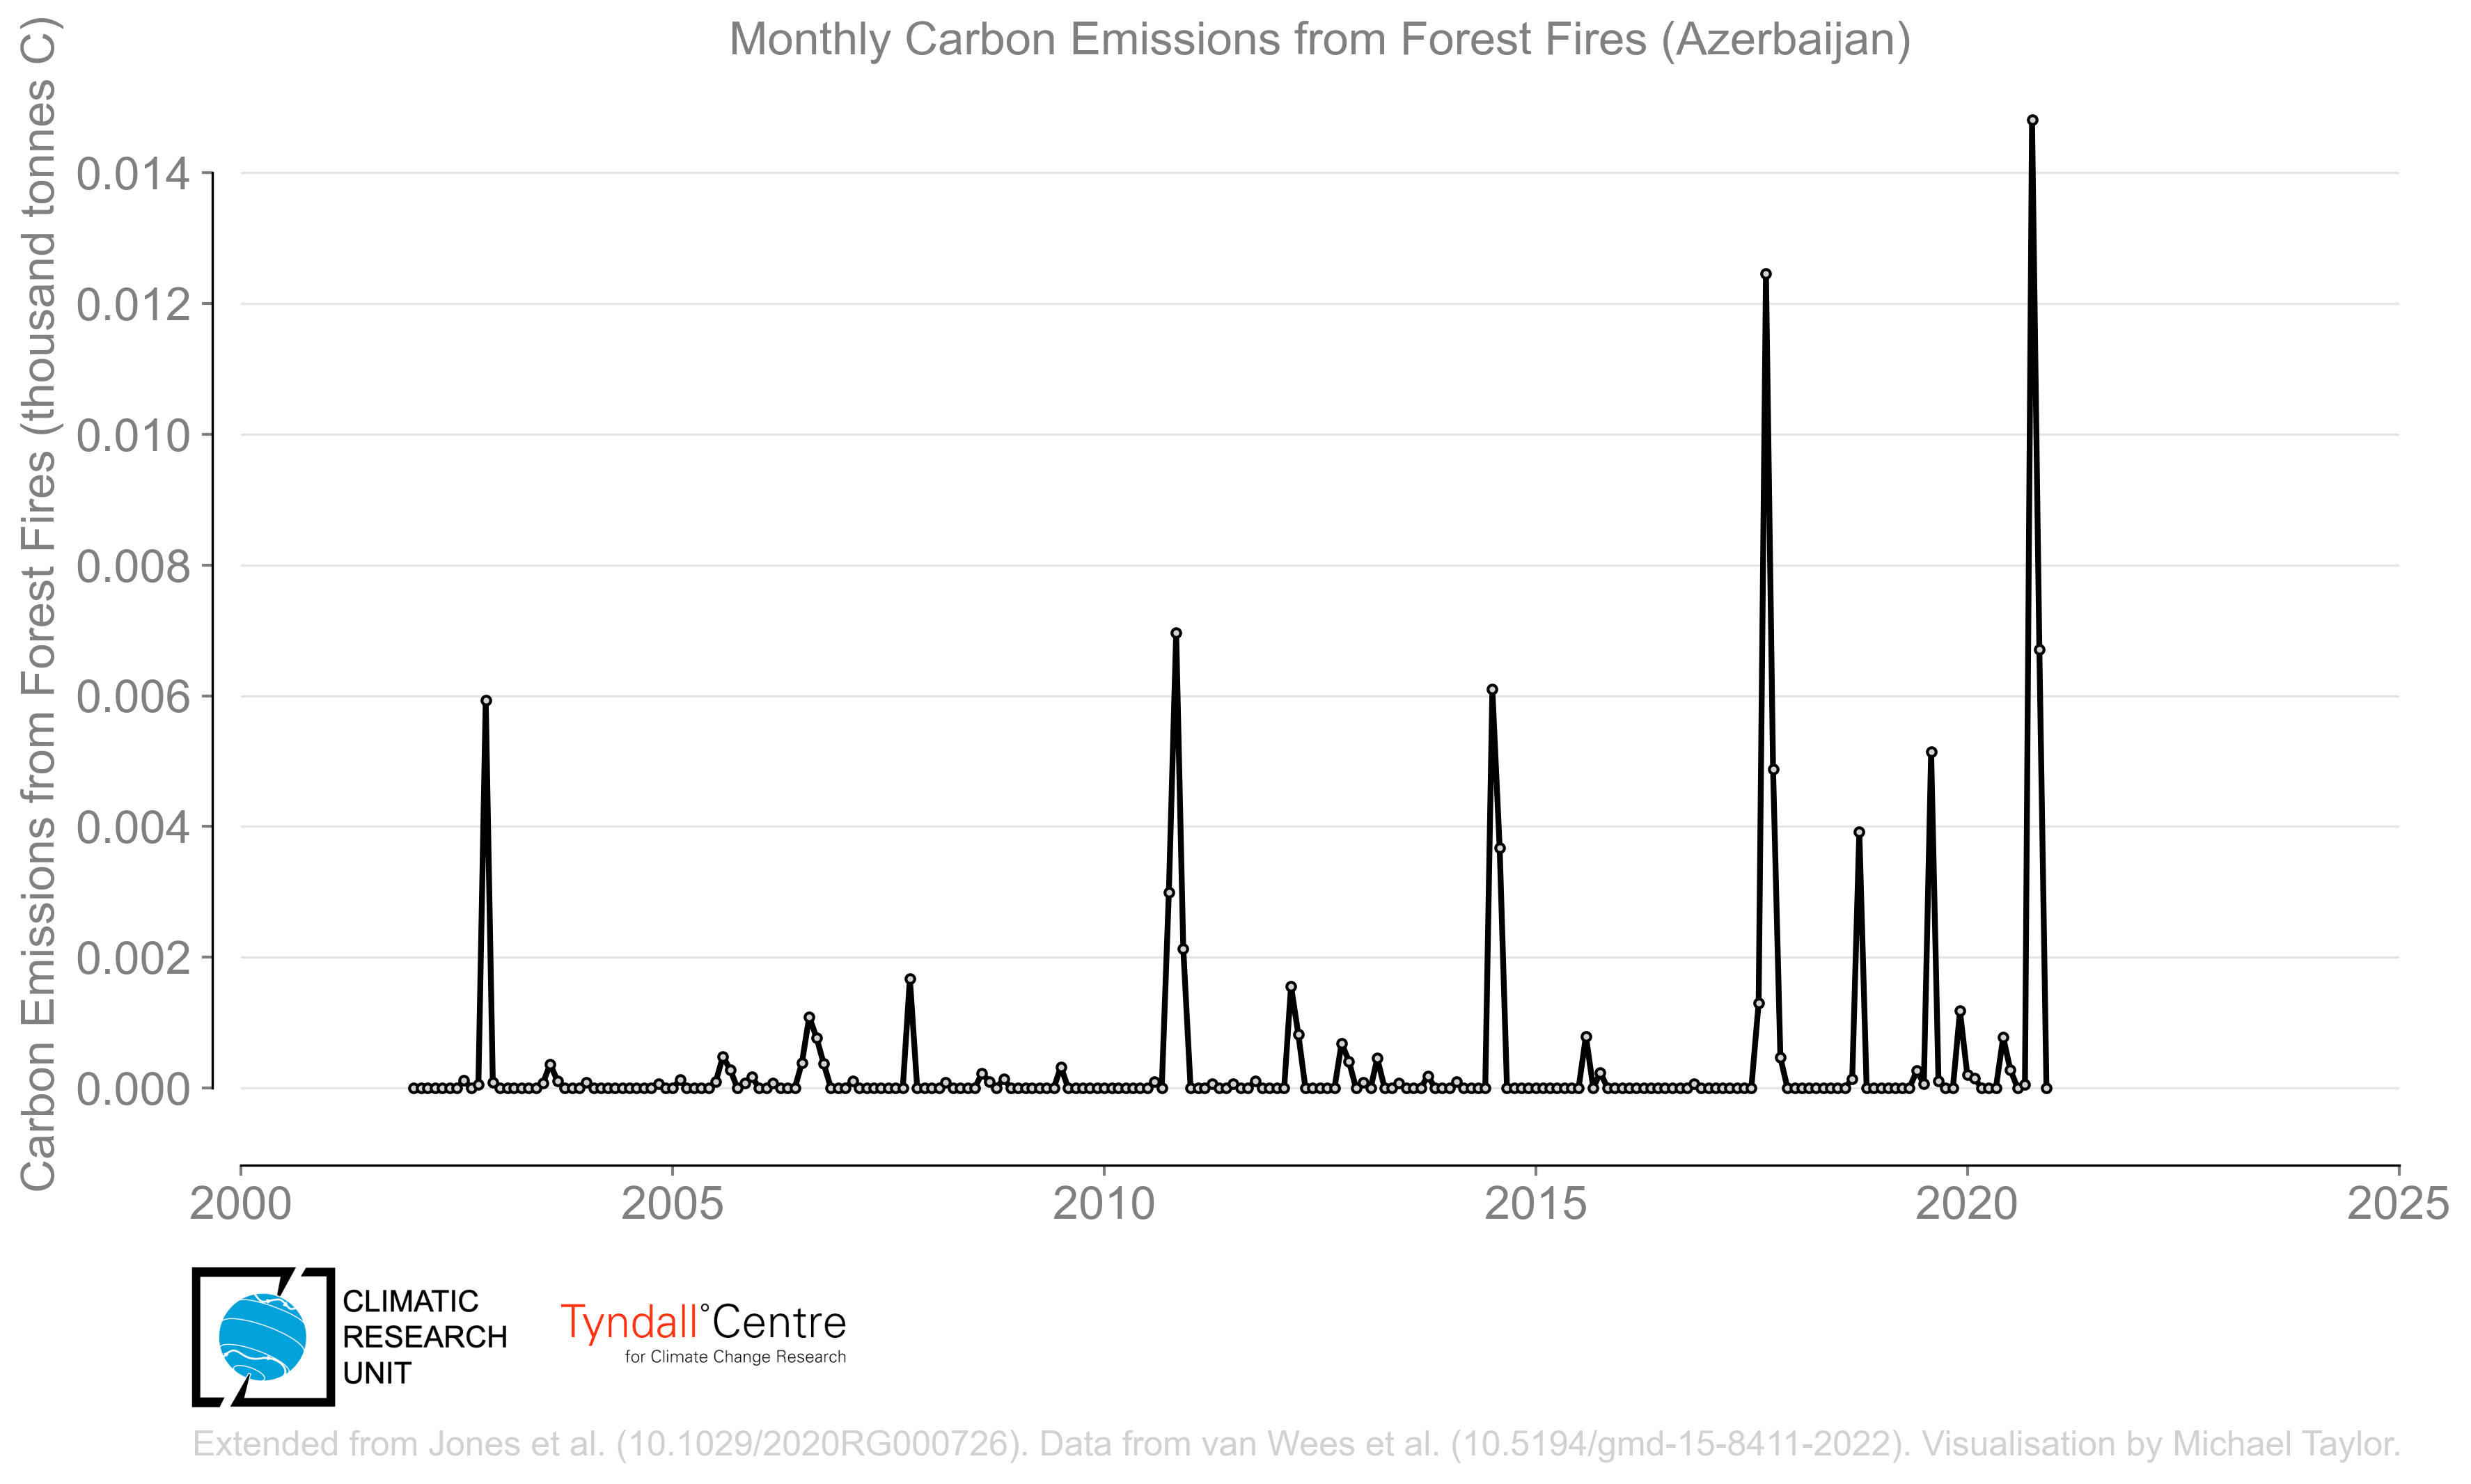 Monthly Carbon Emissions from Forest Fires (Azerbaijan)
Carbon Emissions from Forest Fires (thousand tonnes C)
0.014
0.012
0.010
0.008
0.006
0.004
0.002
0.000
2000 2005 2010 2015 2020 2025
CLIMATIC
RESEARCH
UNIT
Tyndall°Centre
for Climate Change Research
Extended from Jones et al. (10.1029/2020RG000726). Data from van Wees et al. (10.5194/gmd-15-8411-2022). Visualisation by Michael Taylor.